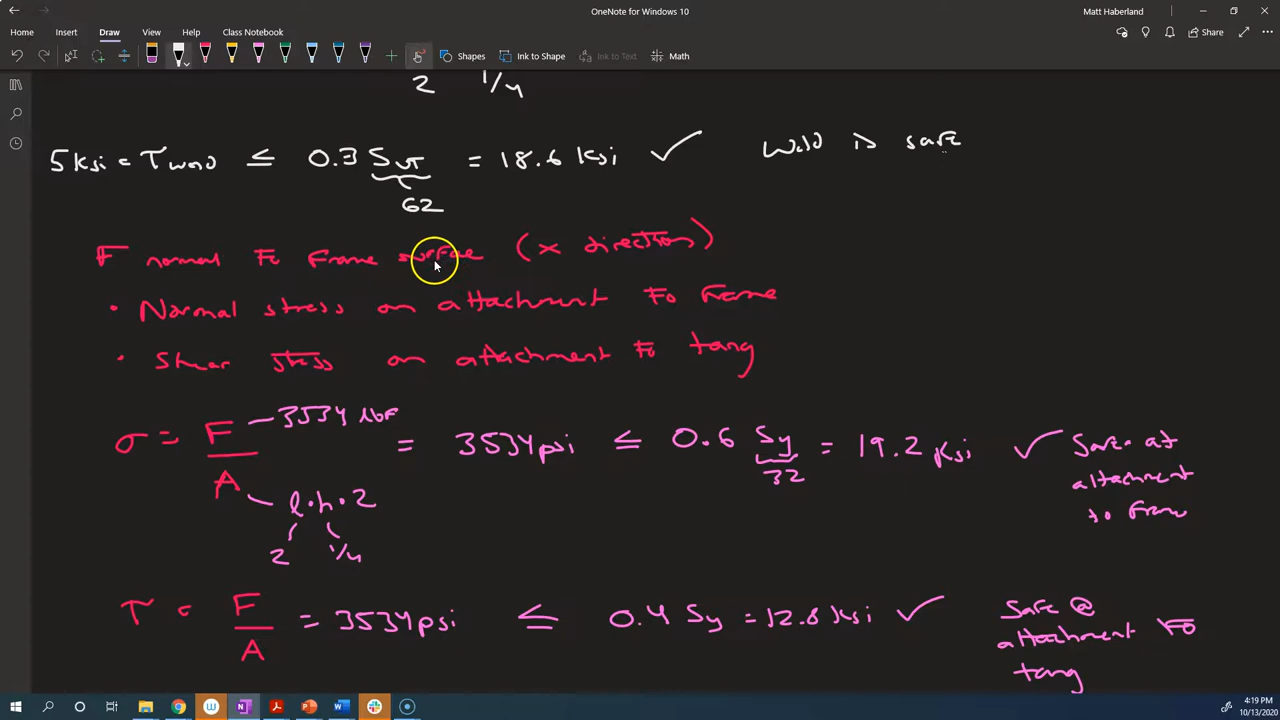 OneNote for Windows 10
Matt Haberland
Home Insert Draw View Help Class Notebook
Share
Shapes Ink to Shape Ink to Text Math
2 1/4
5 ksi = τ weld ≤ 0.3 Sut = 18.6 ksi ✓ Weld is safe
62
F normal to frame surface (x direction)
• Normal stress on attachment to frame
• Shear stress on attachment to tang
σ = F/A = 3534 psi ≤ 0.6 Sy = 19.2 ksi ✓ Safe at attachment to frame
3534 lbf
32
l·h·2
2 1/4
τ = F/A = 3534 psi ≤ 0.4 Sy = 12.8 ksi ✓ Safe @ attachment to tang
4:19 PM
10/13/2020